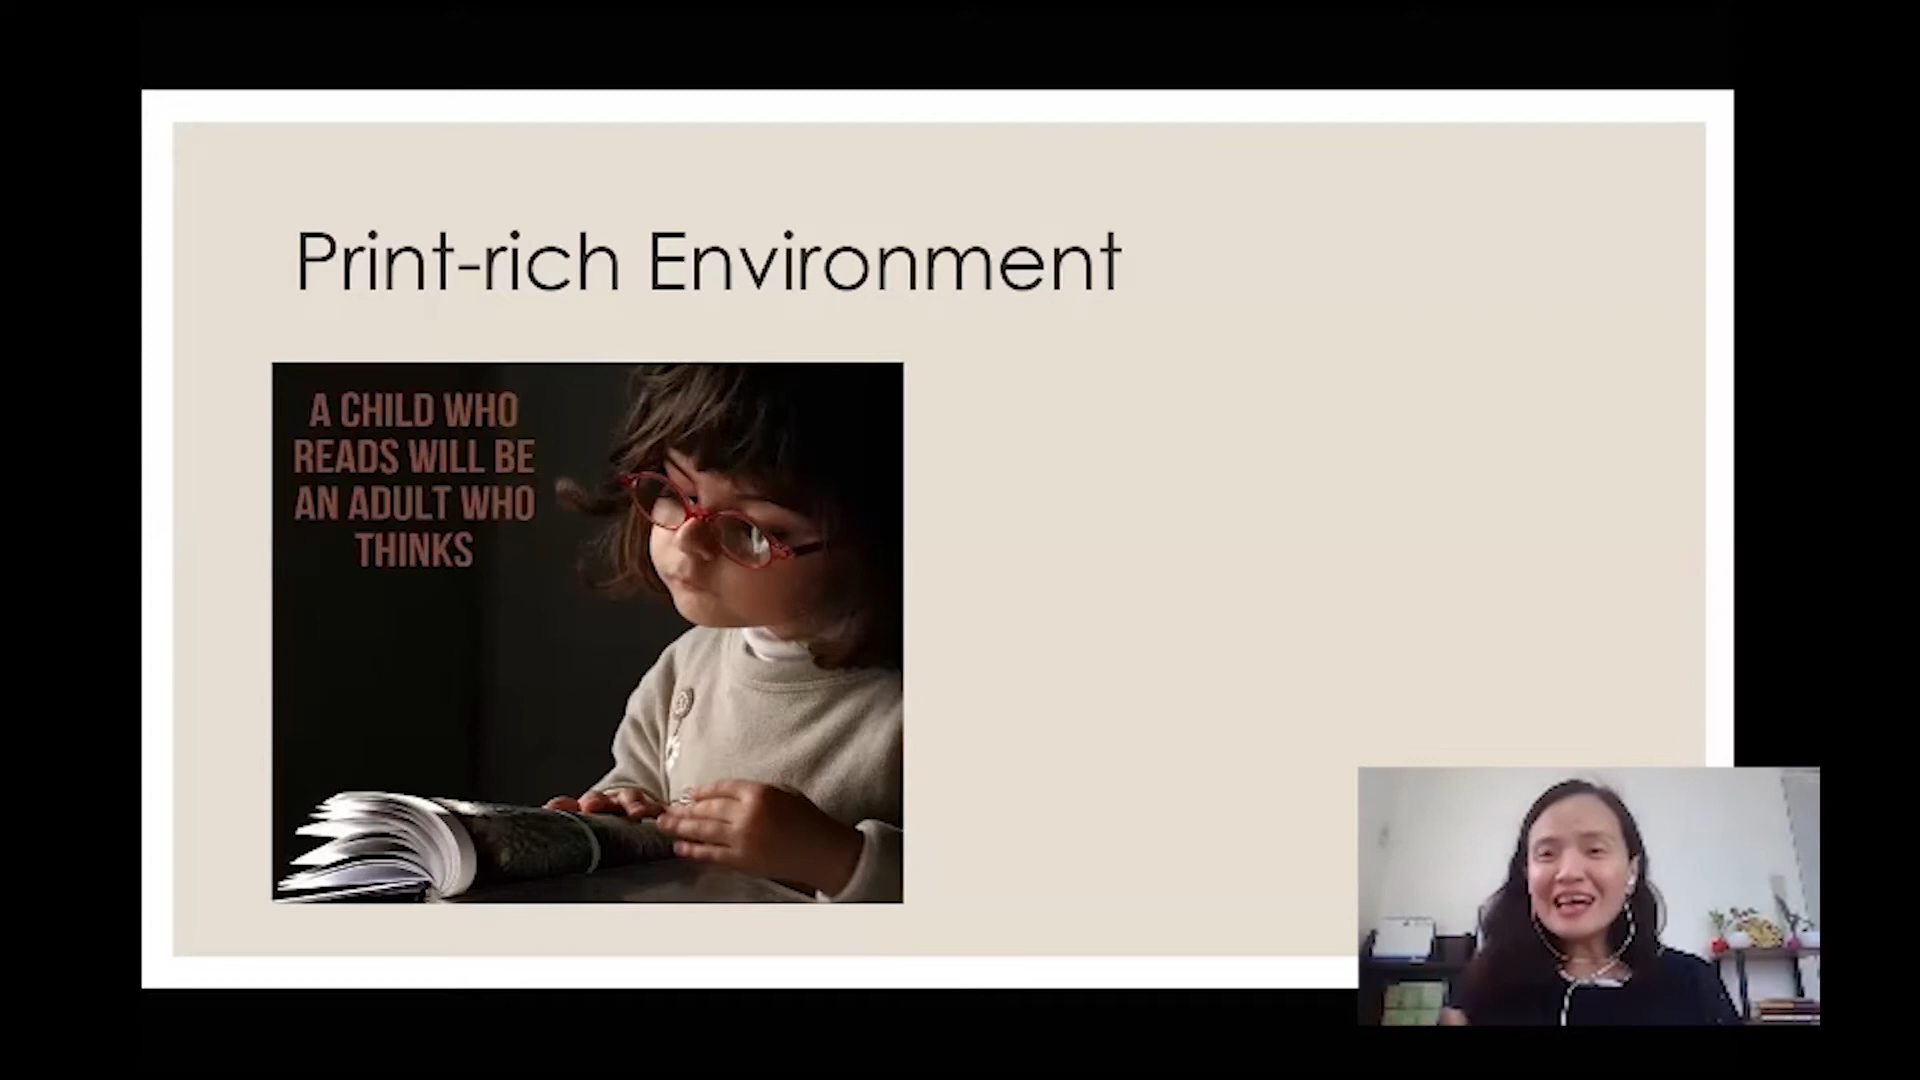 Print-rich Environment
A CHILD WHO
READS WILL BE
AN ADULT WHO
THINKS